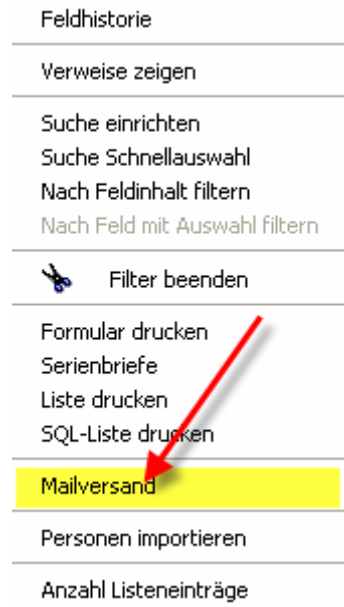 Feldhistorie
Verweise zeigen
Suche einrichten
Suche Schnellauswahl
Nach Feldinhalt filtern
Nach Feld mit Auswahl filtern
Filter beenden
Formular drucken
Serienbriefe
Liste drucken
SQL-Liste drucken
Mailversand
Personen importieren
Anzahl Listeneinträge